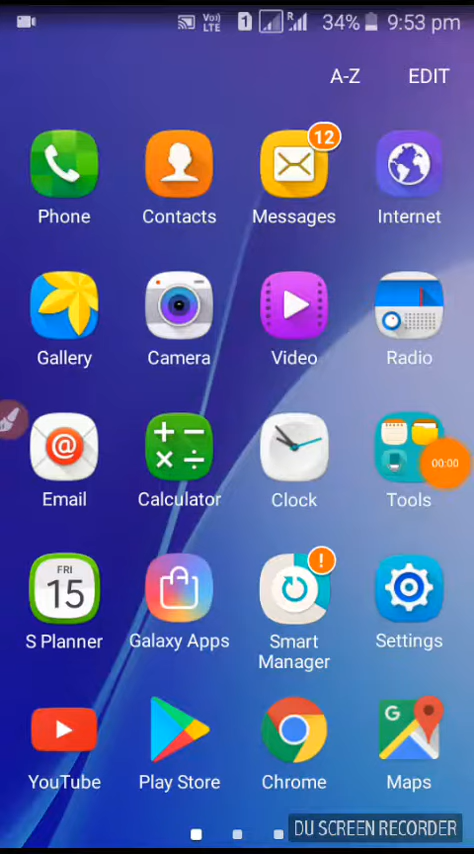 Voı) LTE 1 R 34% 9:53 pm
A-Z EDIT
12
Phone Contacts Messages Internet
Gallery Camera Video Radio
@
00:00
Email Calculator Clock Tools
FRI
15
!
S Planner Galaxy Apps Smart Manager Settings
G
YouTube Play Store Chrome Maps
DU SCREEN RECORDER